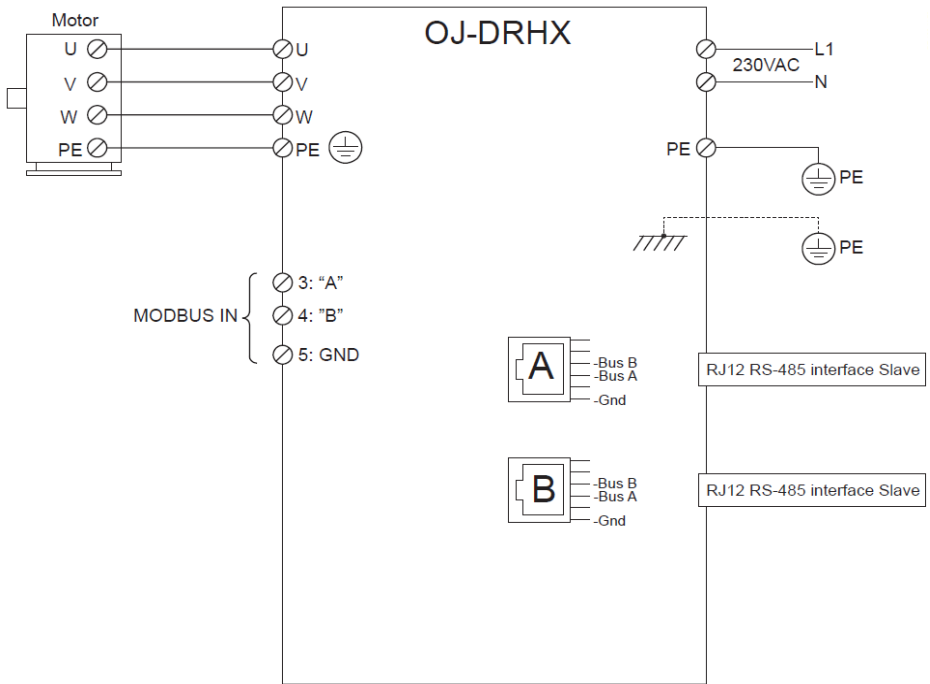 Motor
OJ-DRHX
U
U
L1
230VAC
V
V
N
W
W
PE
PE
PE
PE
PE
3: “A”
MODBUS IN
4: ”B”
5: GND
A
-Bus B
-Bus A
-Gnd
RJ12 RS-485 interface Slave
B
-Bus B
-Bus A
-Gnd
RJ12 RS-485 interface Slave